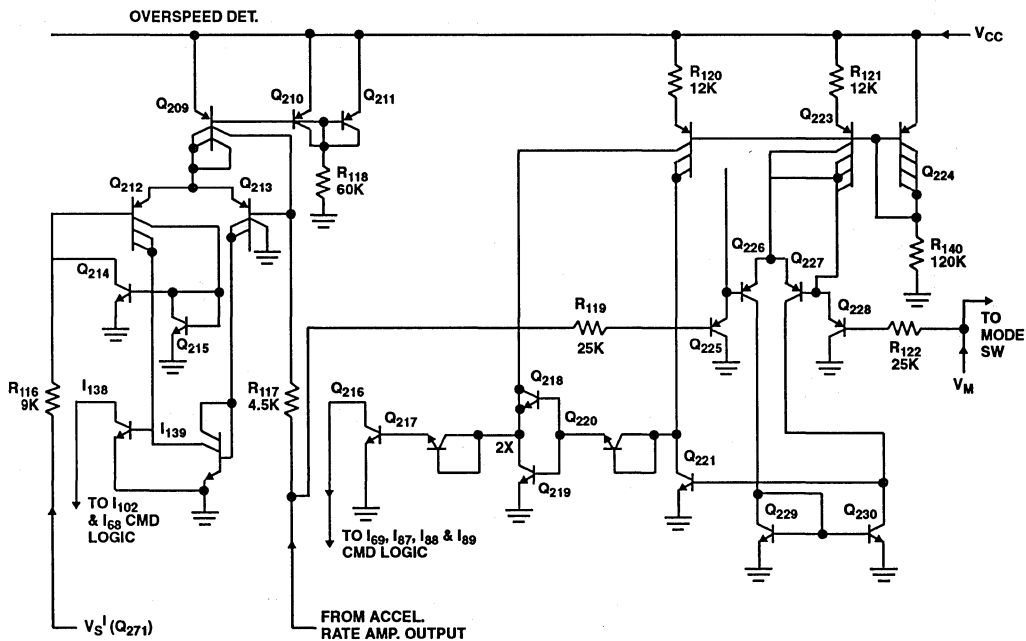 OVERSPEED DET.
VCC
Q209
Q210
Q211
R120
12K
R121
12K
Q223
R118
60K
Q224
Q212
Q213
R140
120K
Q214
Q226
Q227
Q228
TO
MODE
SW
R119
25K
Q215
Q225
R122
25K
VM
R116
9K
I138
R117
4.5K
Q216
Q218
Q217
Q220
I139
2X
Q221
Q219
TO I102
& I68 CMD
LOGIC
Q229
Q230
TO I69, I87, I88 & I89
CMD LOGIC
VS I (Q271)
FROM ACCEL.
RATE AMP. OUTPUT